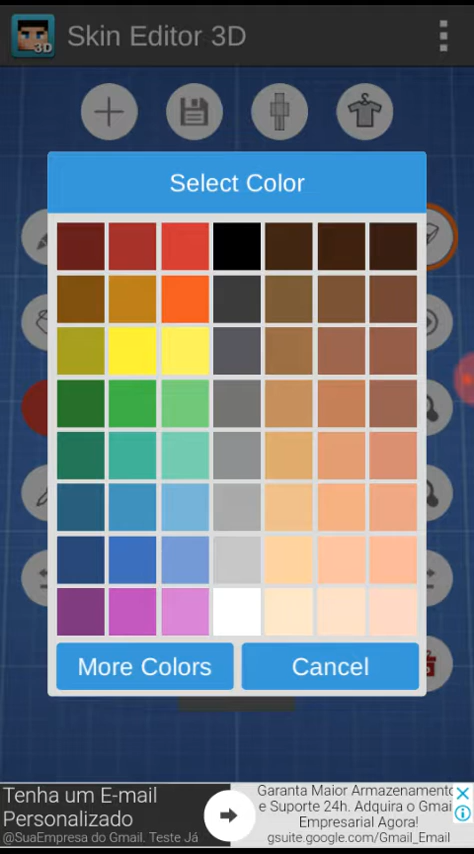 3D
Skin Editor 3D
Select Color
More Colors
Cancel
Tenha um E-mail
Personalizado
@SuaEmpresa do Gmail. Teste Já
Garanta Maior Armazenamento
e Suporte 24h. Adquira o Gmai
Empresarial Agora!
gsuite.google.com/Gmail_Email